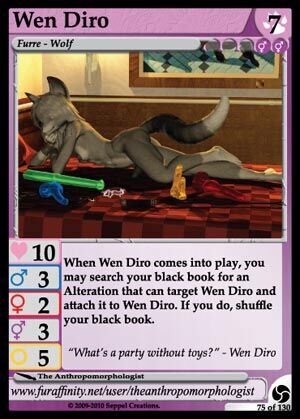 Wen Diro
7
Furre - Wolf
10
3
2
3
5
When Wen Diro comes into play, you
may search your black book for an
Alteration that can target Wen Diro and
attach it to Wen Diro. If you do, shuffle
your black book.
“What's a party without toys?” - Wen Diro
The Anthropomorphologist
www.furaffinity.net/user/theanthropomorphologist
© 2009-2010 Seppel Creations.
75 of 130